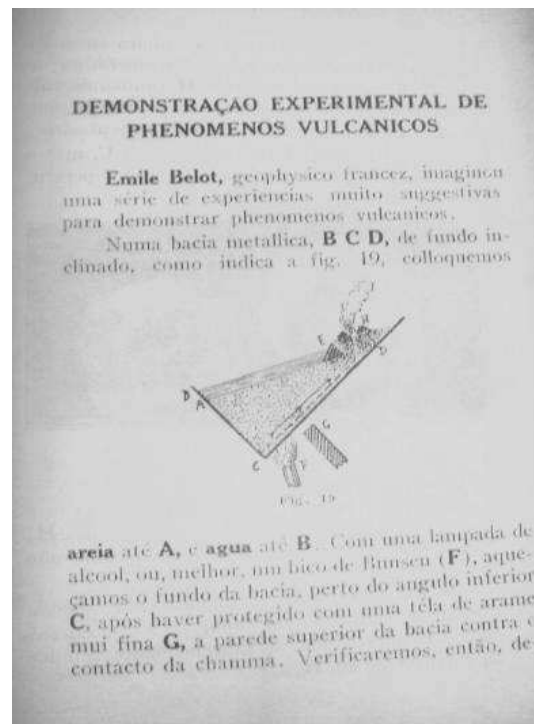 DEMONSTRAÇAO EXPERIMENTAL DE
PHENOMENOS VULCANICOS
Emile Belot, geophysico francez, imaginou
uma serie de experiencias muito suggestivas
para demonstrar phenomenos vulcanicos.
Numa bacia metallica, B C D, de fundo in-
clinado, como indica a fig. 19, colloquemos
E
H
D
B
A
G
C
F
Fig. 19
areia até A, e agua até B. Com uma lampada de
alcool, ou, melhor, um bico de Bunsen (F), aque-
çamos o fundo da bacia, perto do angulo inferior
C, após haver protegido com uma téla de arame
mui fina G, a parede superior da bacia contra o
contacto da chamma. Verificaremos, então, de-